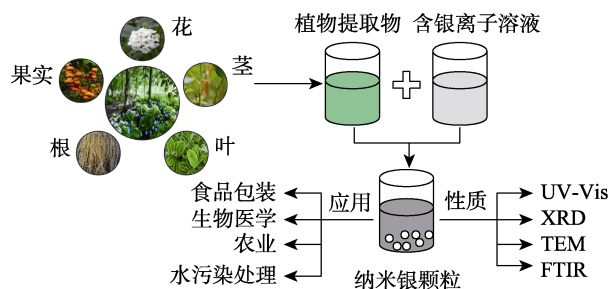 花
果实
茎
根
叶
植物提取物
含银离子溶液
食品包装
生物医学
农业
水污染处理
应用
性质
纳米银颗粒
UV-Vis
XRD
TEM
FTIR